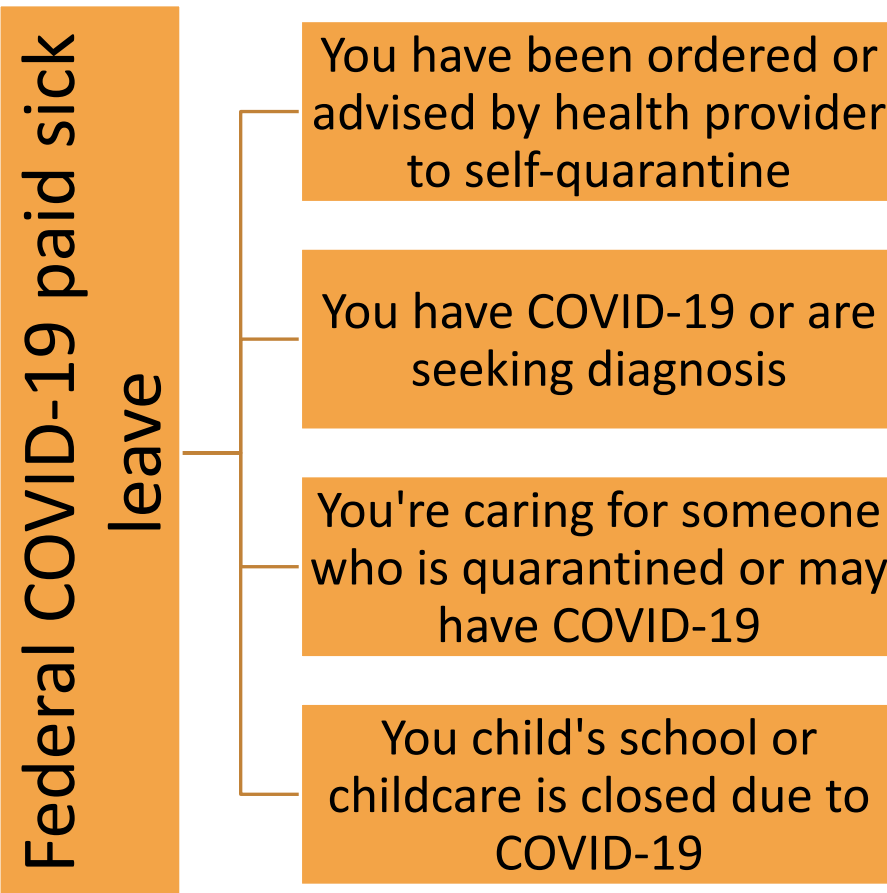 Federal COVID-19 paid sick
leave
You have been ordered or
advised by health provider
to self-quarantine
You have COVID-19 or are
seeking diagnosis
You're caring for someone
who is quarantined or may
have COVID-19
You child's school or
childcare is closed due to
COVID-19